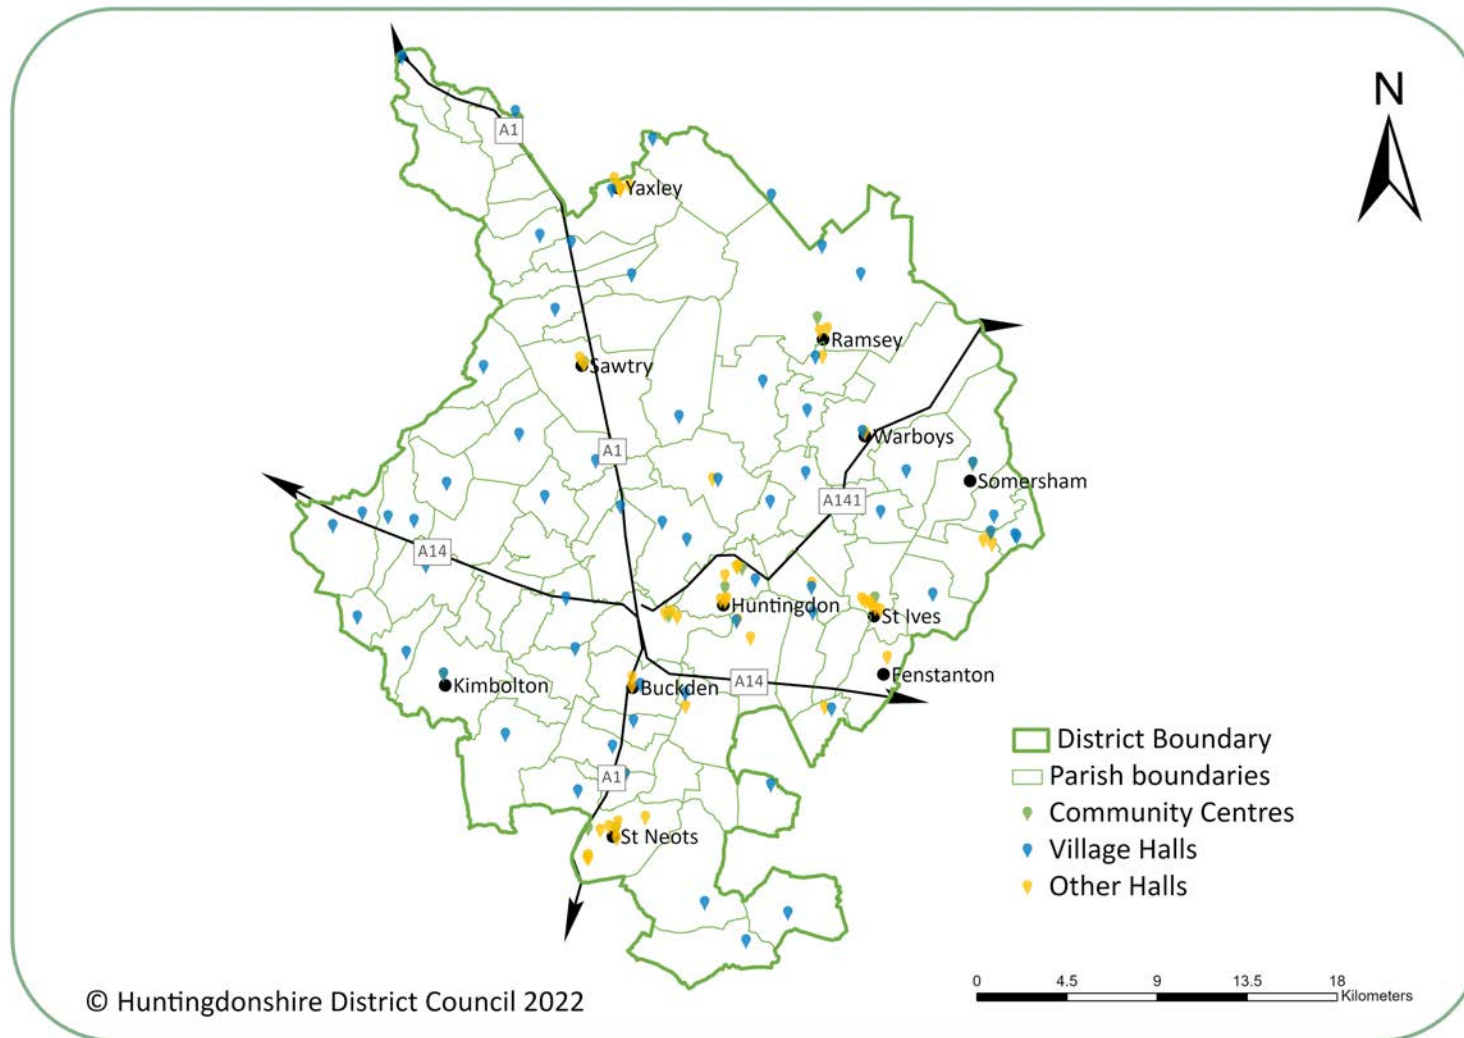 N
A1
Yaxley
Ramsey
Sawtry
Warboys
A1
Somersham
A141
A14
Huntingdon
St Ives
Fenstanton
Kimbolton
Buckden
A14
District Boundary
Parish boundaries
A1
Community Centres
St Neots
Village Halls
Other Halls
0 4.5 9 13.5 18
Kilometers
© Huntingdonshire District Council 2022